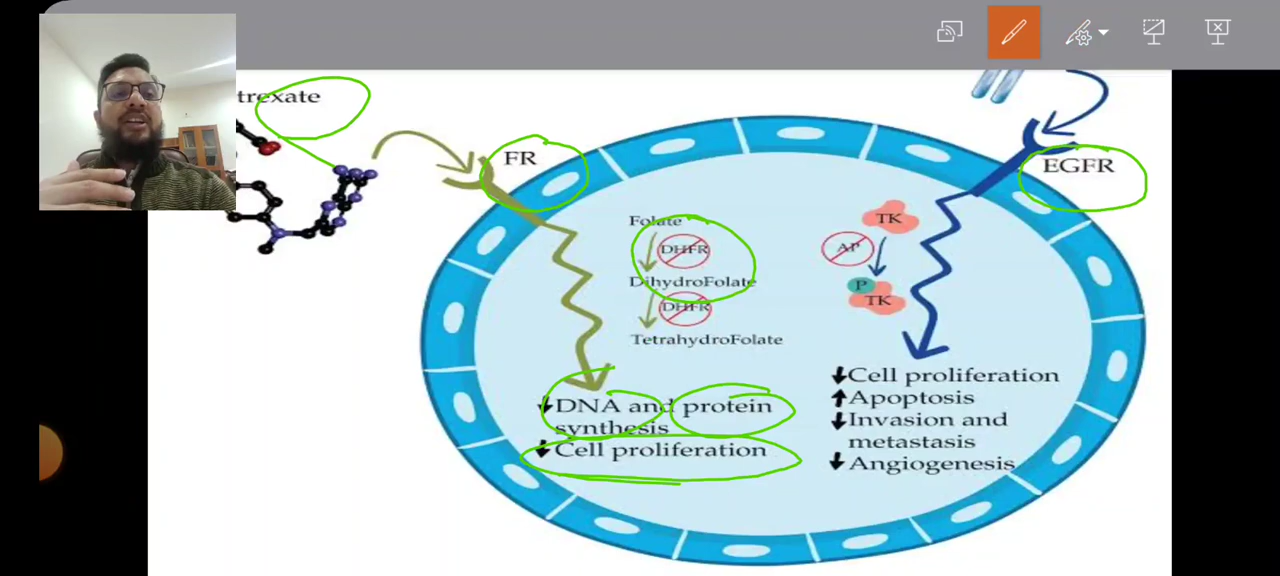 trexate
FR
EGFR
Folate
DHFR
DihydroFolate
DHFR
TetrahydroFolate
TK
AP
P
TK
DNA and protein
synthesis
Cell proliferation
Cell proliferation
Apoptosis
Invasion and
metastasis
Angiogenesis